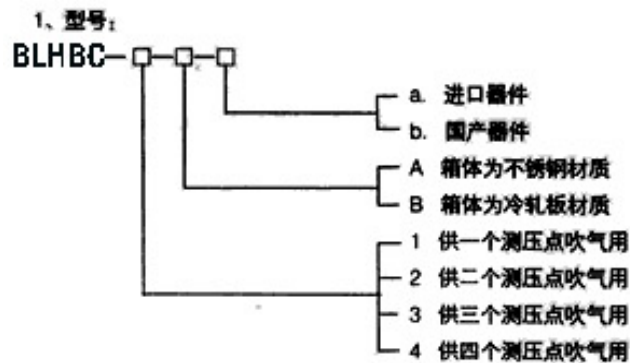 1、型号:
BLHBC-□-□-□
a. 进口器件
b. 国产器件
A 箱体为不锈钢材质
B 箱体为冷轧板材质
1 供一个测压点吹气用
2 供二个测压点吹气用
3 供三个测压点吹气用
4 供四个测压点吹气用